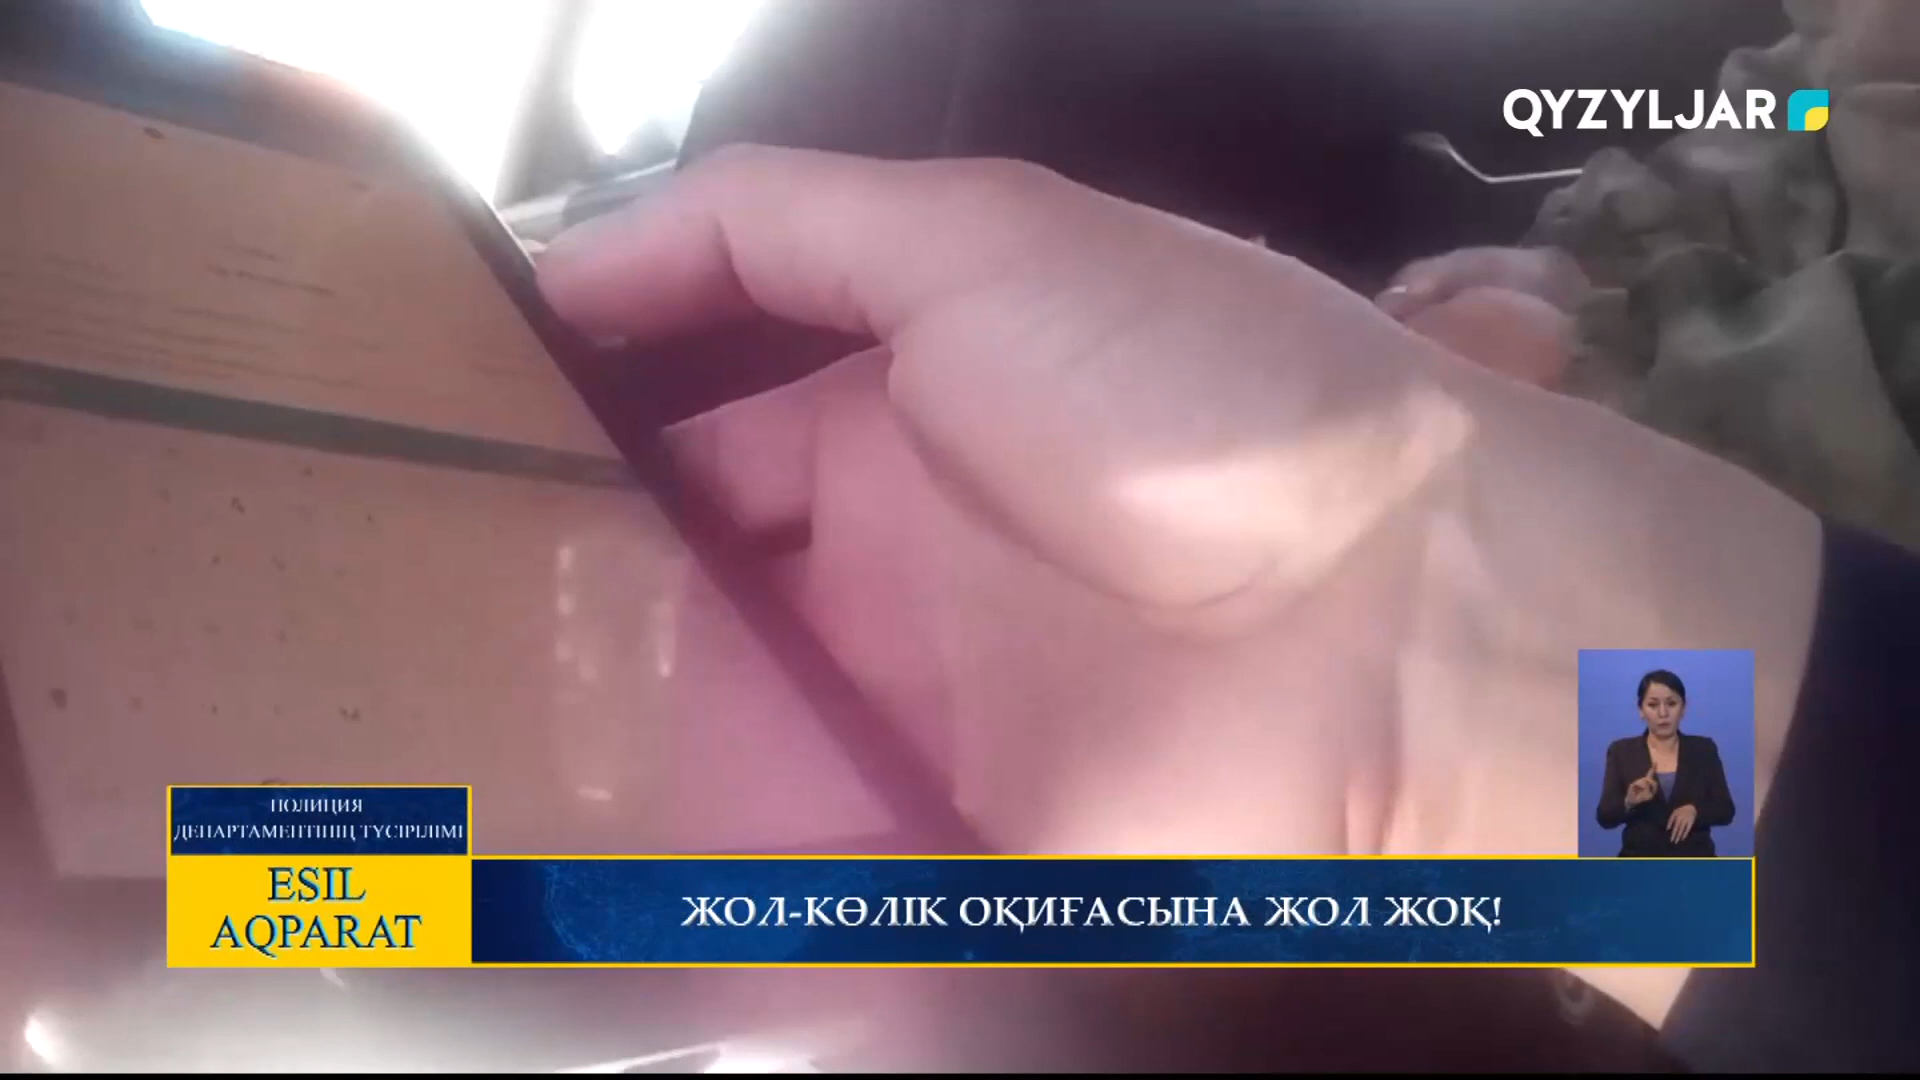 QYZYLJAR
ПОЛИЦИЯ
ДЕПАРТАМЕНТІНІҢ ТҮСІРІЛІМІ
ESIL
AQPARAT
ЖОЛ-КӨЛІК ОҚИҒАСЫНА ЖОЛ ЖОҚ!